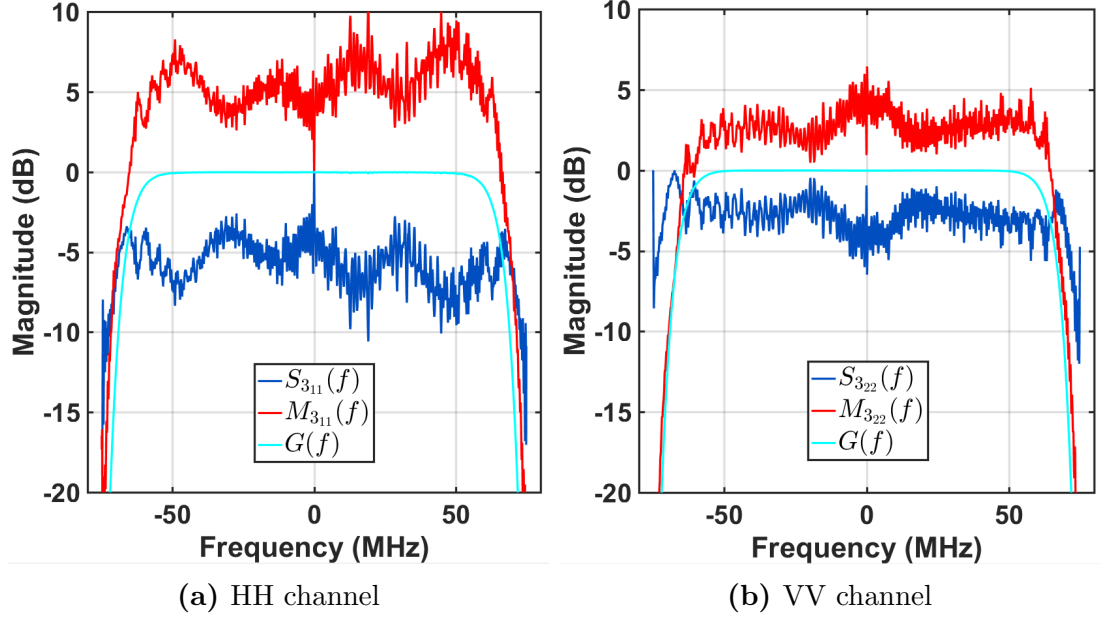 10
5
0
-5
-10
-15
-20
Magnitude (dB)
-50
0
50
Frequency (MHz)
S_{3_{11}}(f)
M_{3_{11}}(f)
G(f)
(a) HH channel
10
5
0
-5
-10
-15
-20
Magnitude (dB)
-50
0
50
Frequency (MHz)
S_{3_{22}}(f)
M_{3_{22}}(f)
G(f)
(b) VV channel